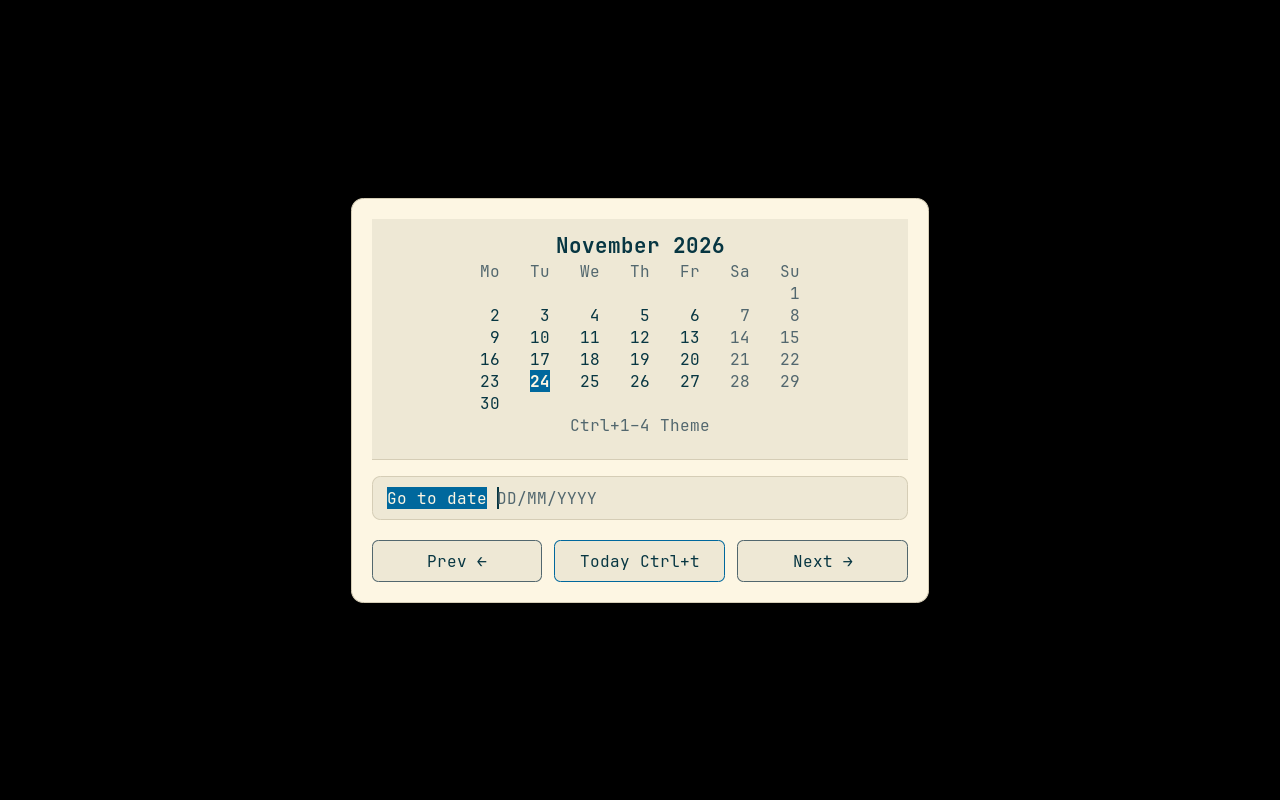 November 2026
Mo Tu We Th Fr Sa Su
1
2 3 4 5 6 7 8
9 10 11 12 13 14 15
16 17 18 19 20 21 22
23 24 25 26 27 28 29
30
Ctrl+1-4 Theme
Go to date DD/MM/YYYY
Prev ← Today Ctrl+t Next →